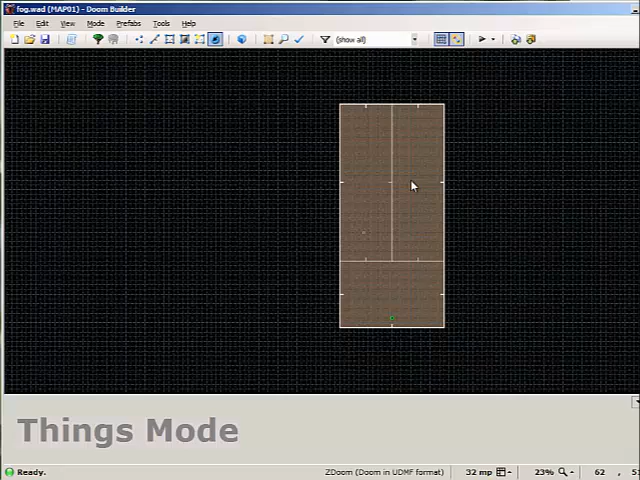 fog.wad (MAP01) - Doom Builder
File Edit View Mode Prefabs Tools Help
(show all)
Things Mode
Ready. ZDoom (Doom in UDMF format) 32 mp 23% 62 ,